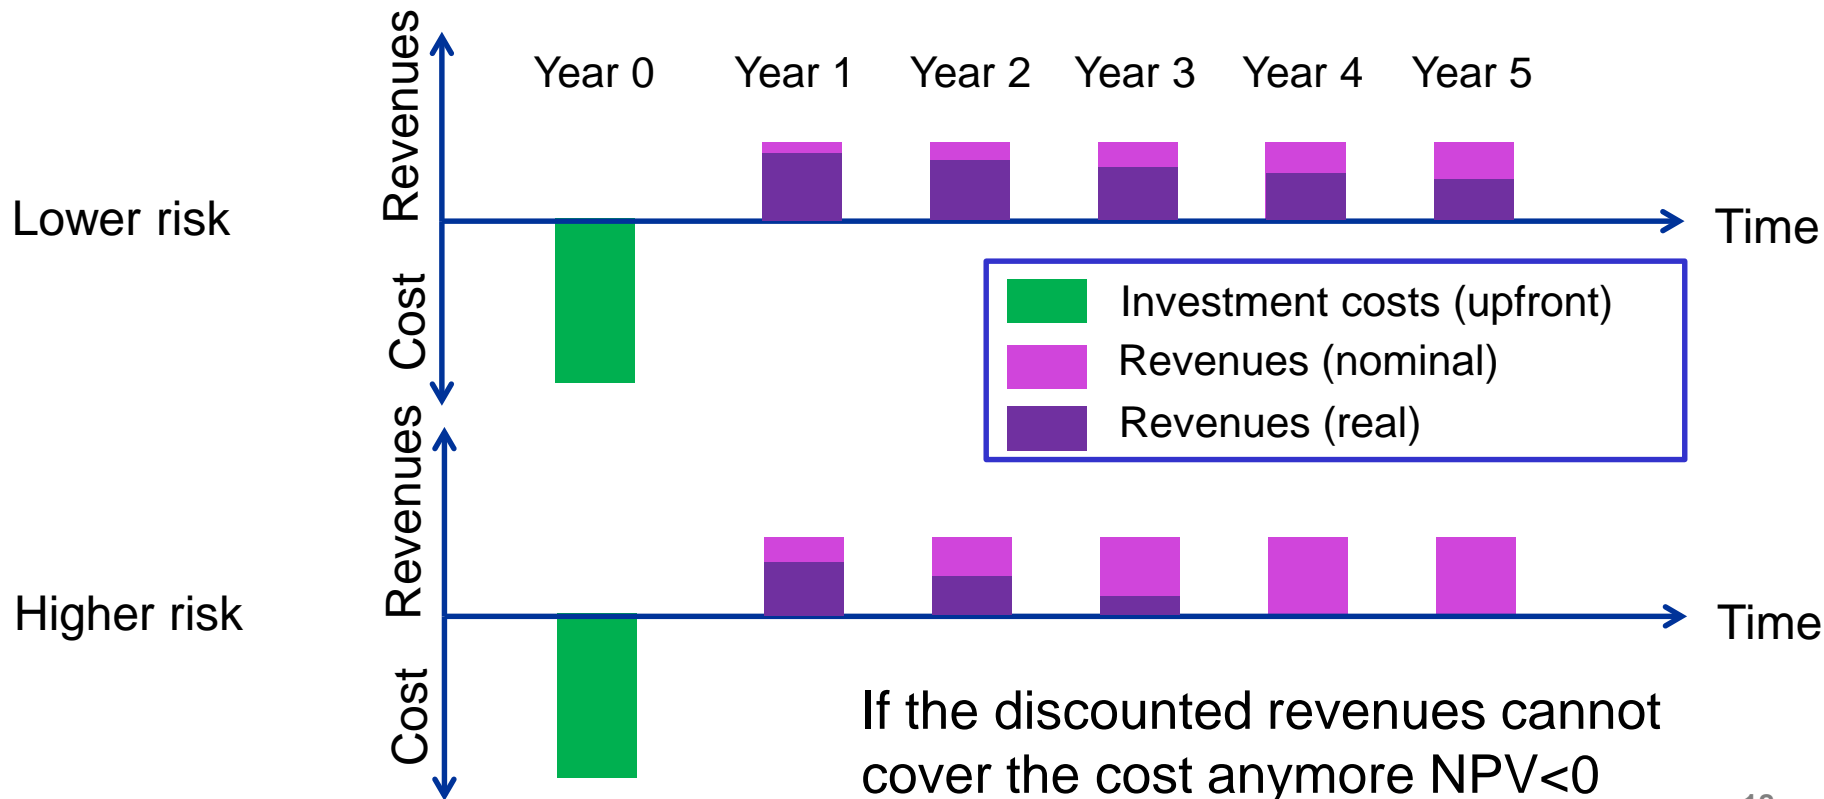 Revenues
Year 0 Year 1 Year 2 Year 3 Year 4 Year 5
Lower risk
Time
Cost
Investment costs (upfront)
Revenues (nominal)
Revenues (real)
Revenues
Higher risk
Time
Cost
If the discounted revenues cannot
cover the cost anymore NPV<0